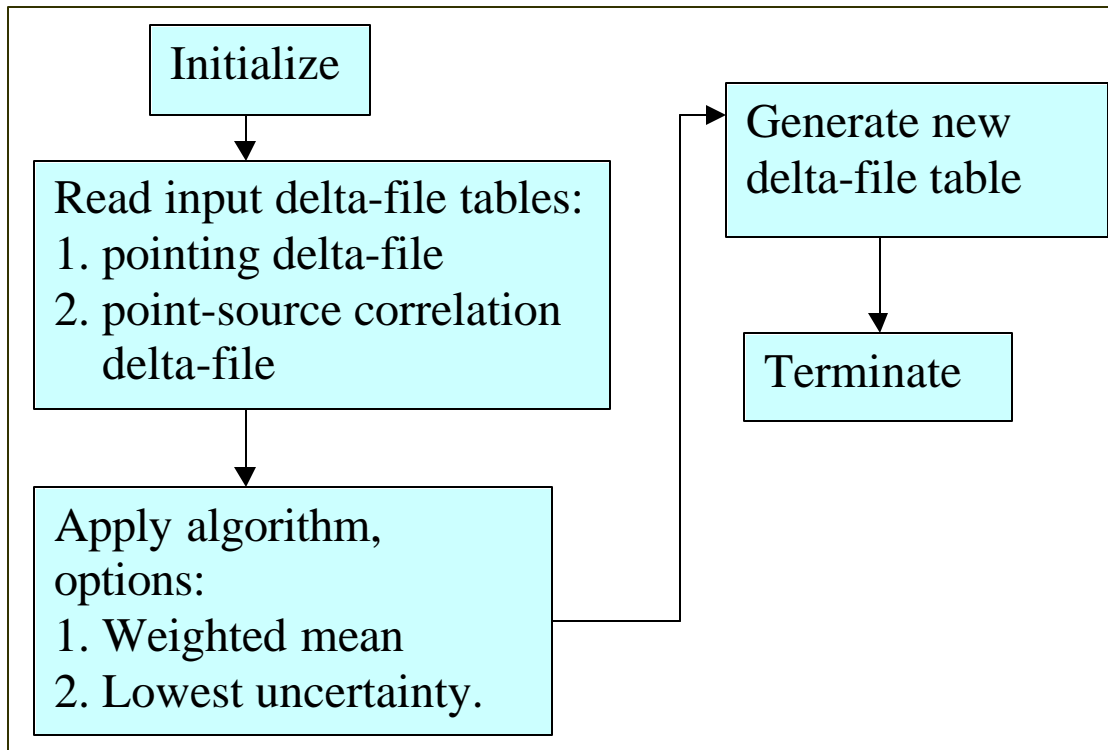 Initialize
Read input delta-file tables:
1. pointing delta-file
2. point-source correlation
delta-file
Apply algorithm,
options:
1. Weighted mean
2. Lowest uncertainty.
Generate new
delta-file table
Terminate